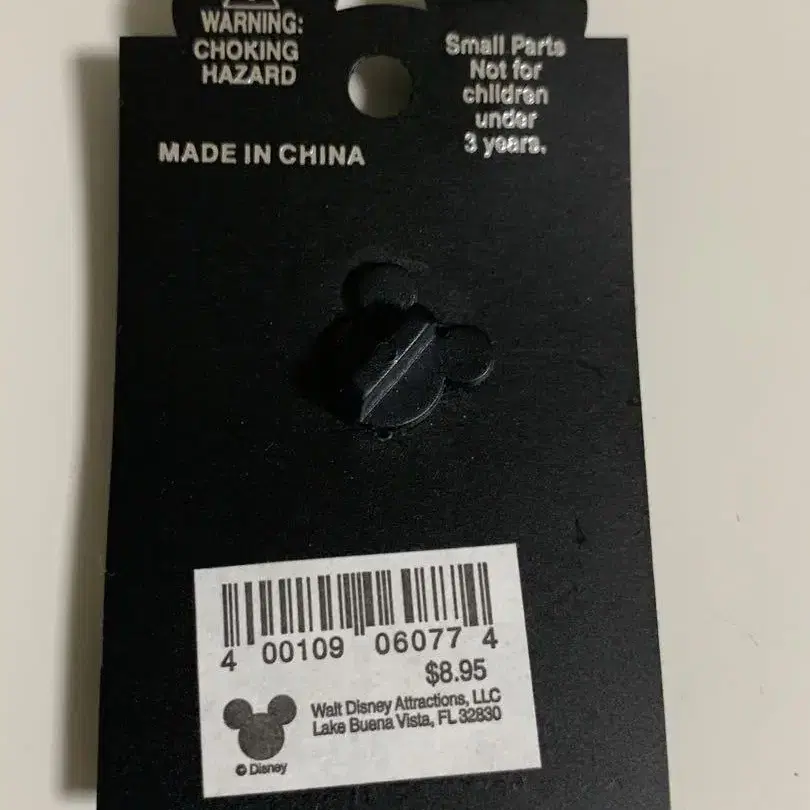 WARNING:
CHOKING
HAZARD
Small Parts
Not for
children
under
3 years.
MADE IN CHINA
4 00109 06077 4
$8.95
Walt Disney Attractions, LLC
Lake Buena Vista, FL 32830
© Disney